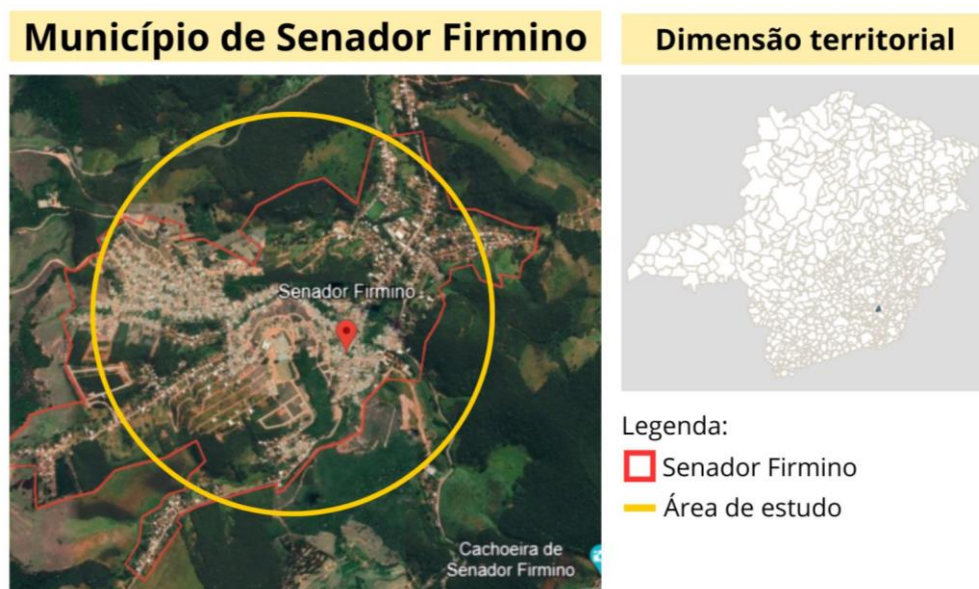 Município de Senador Firmino
Dimensão territorial
Senador Firmino
Cachoeira de
Senador Firmino
Legenda:
Senador Firmino
Área de estudo